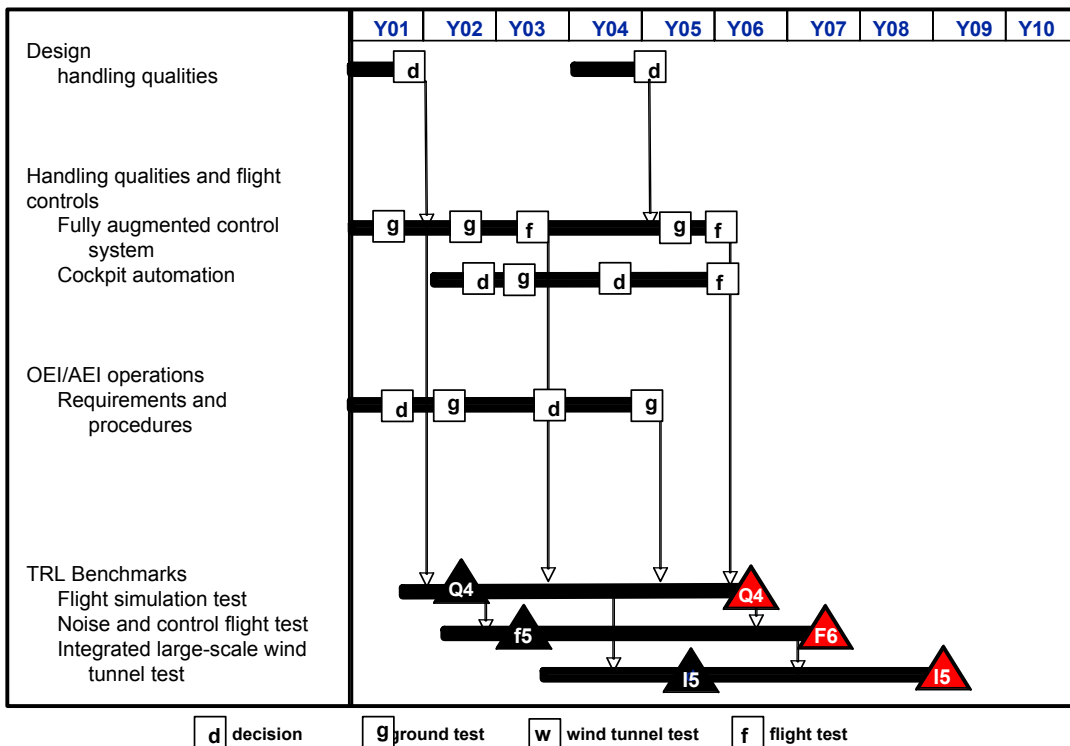 Y01 Y02 Y03 Y04 Y05 Y06 Y07 Y08 Y09 Y10
Design
handling qualities
d d
Handling qualities and flight
controls
Fully augmented control
system
g g f g f
Cockpit automation
d g d f
OEI/AEI operations
Requirements and
procedures
d g d g
TRL Benchmarks
Flight simulation test
Q4 Q4
Noise and control flight test
f5 F6
Integrated large-scale wind
tunnel test
I5 I5
d decision g ground test w wind tunnel test f flight test